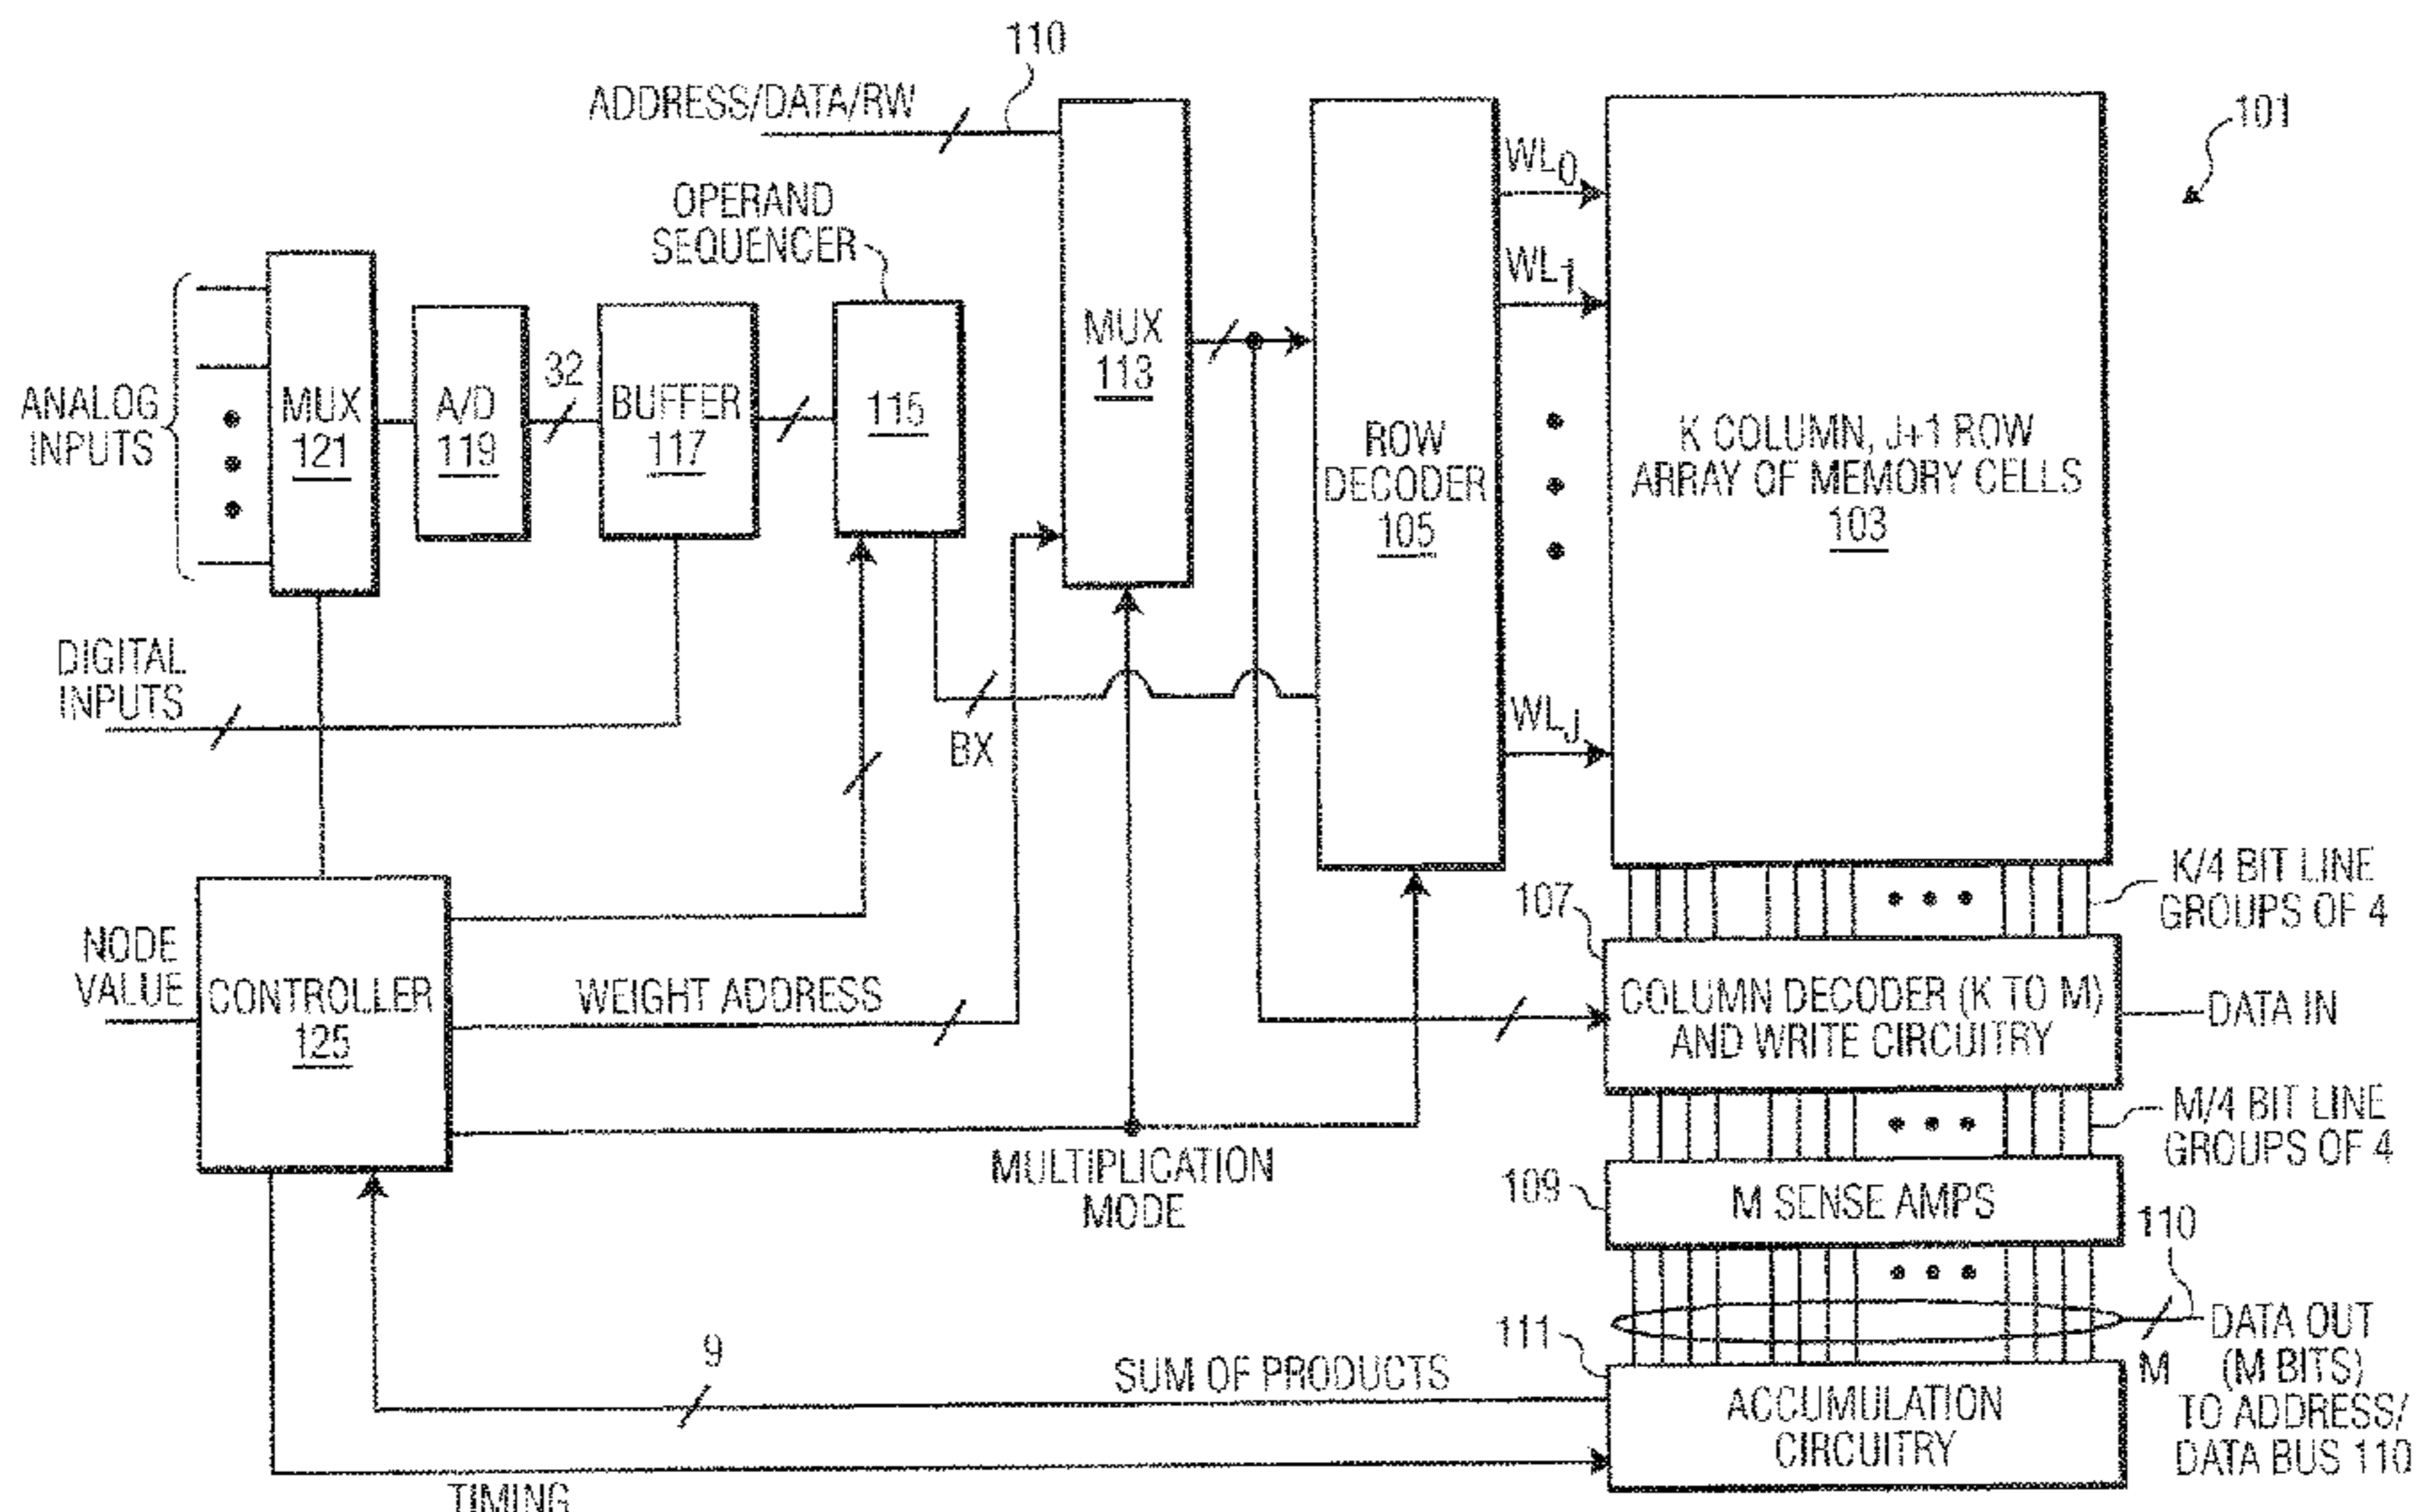 110
ADDRESS/DATA/RW
101
WL0
OPERAND
SEQUENCER
WL1
MUX
113
32
ANALOG
INPUTS
MUX
121
A/D
119
BUFFER
117
115
ROW
DECODER
105
K COLUMN, J+1 ROW
ARRAY OF MEMORY CELLS
103
DIGITAL
INPUTS
BX
WLJ
K/4 BIT LINE
GROUPS OF 4
107
NODE
VALUE
CONTROLLER
125
WEIGHT ADDRESS
COLUMN DECODER (K TO M)
AND WRITE CIRCUITRY
DATA IN
M/4 BIT LINE
GROUPS OF 4
MULTIPLICATION
MODE
109
M SENSE AMPS
110
9
SUM OF PRODUCTS
111
M
DATA OUT
(M BITS)
TO ADDRESS/
DATA BUS 110
ACCUMULATION
CIRCUITRY
TIMING